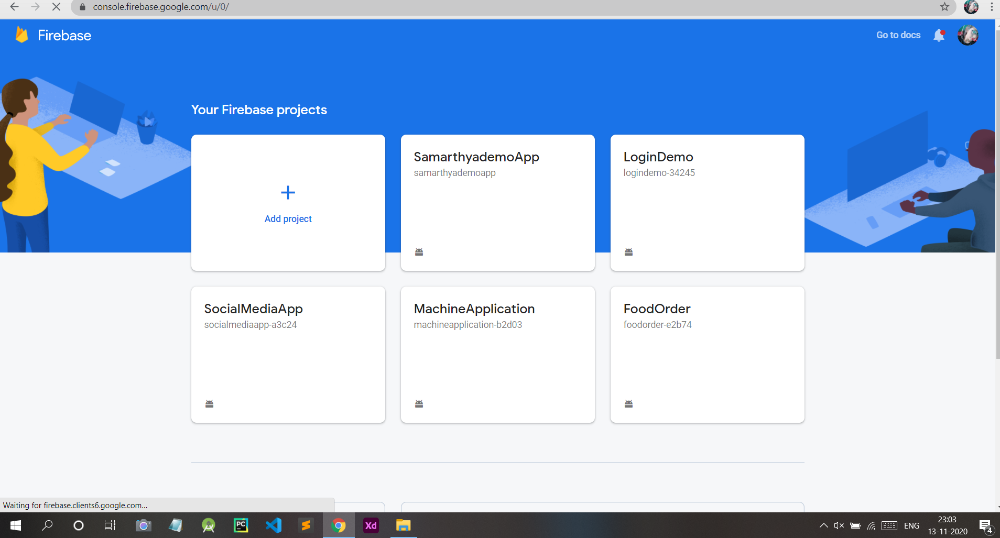 console.firebase.google.com/u/0/
Firebase
Go to docs
Your Firebase projects
Add project
SamarthyademoApp
samarthyademoapp
LoginDemo
logindemo-34245
SocialMediaApp
socialmediaapp-a3c24
MachineApplication
machineapplication-b2d03
FoodOrder
foodorder-e2b74
Waiting for firebase.clients6.google.com...
PC
Xd
ENG
23:03
13-11-2020
4